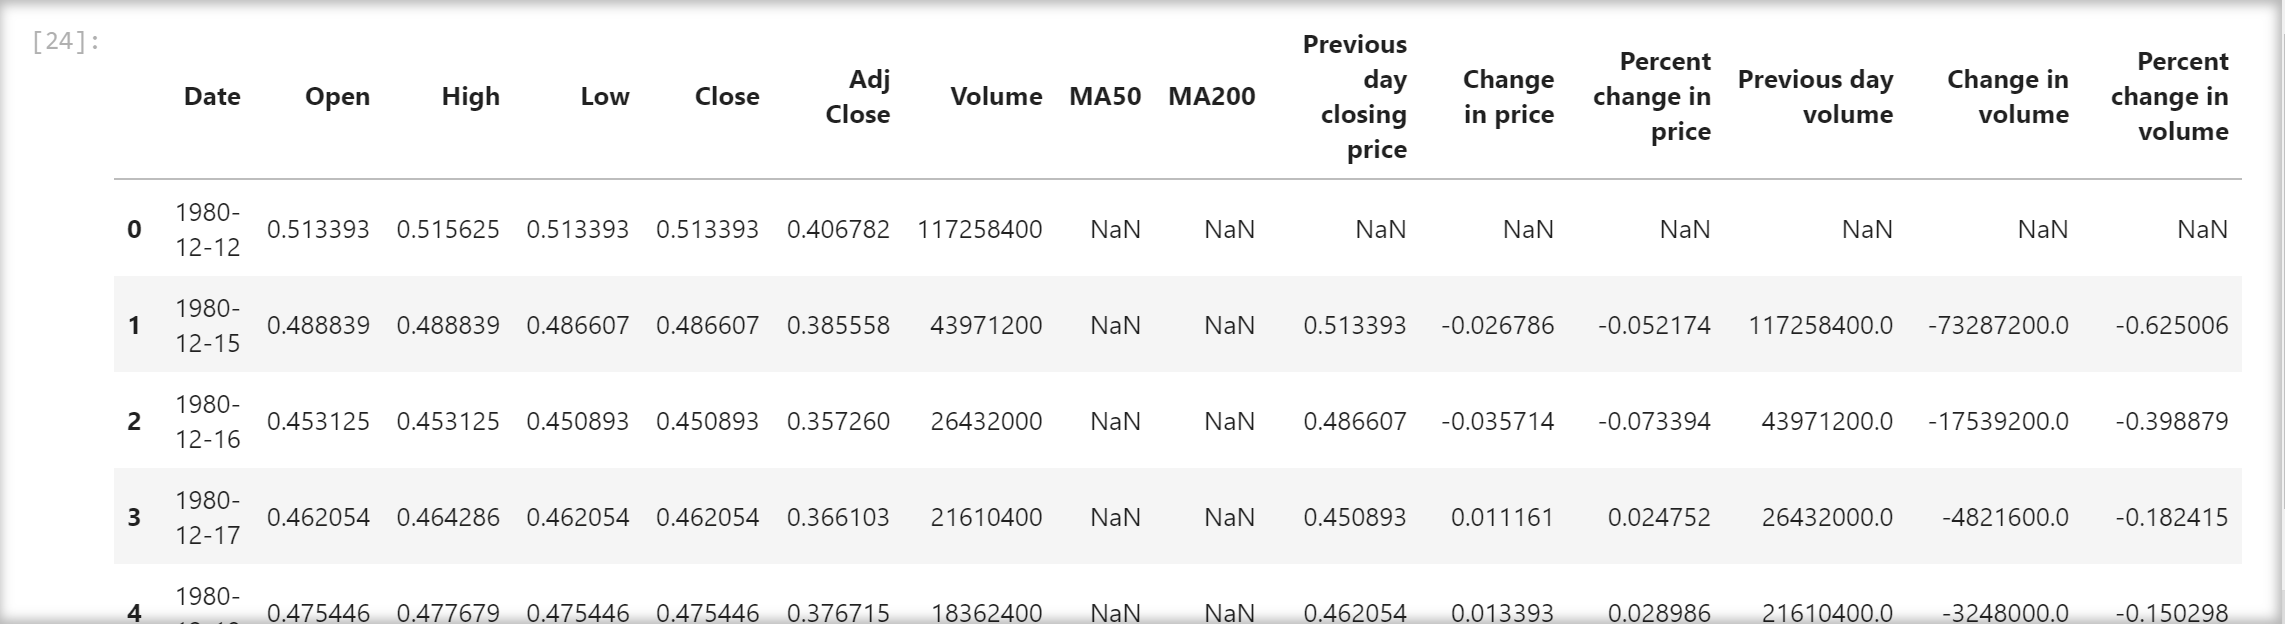 [24]:
Date Open High Low Close Adj Close Volume MA50 MA200 Previous day closing price Change in price Percent change in price Previous day volume Change in volume Percent change in volume
0 1980-12-12 0.513393 0.515625 0.513393 0.513393 0.406782 117258400 NaN NaN NaN NaN NaN NaN NaN NaN
1 1980-12-15 0.488839 0.488839 0.486607 0.486607 0.385558 43971200 NaN NaN 0.513393 -0.026786 -0.052174 117258400.0 -73287200.0 -0.625006
2 1980-12-16 0.453125 0.453125 0.450893 0.450893 0.357260 26432000 NaN NaN 0.486607 -0.035714 -0.073394 43971200.0 -17539200.0 -0.398879
3 1980-12-17 0.462054 0.464286 0.462054 0.462054 0.366103 21610400 NaN NaN 0.450893 0.011161 0.024752 26432000.0 -4821600.0 -0.182415
4 1980- 0.475446 0.477679 0.475446 0.475446 0.376715 18362400 NaN NaN 0.462054 0.013393 0.028986 21610400.0 -3248000.0 -0.150298